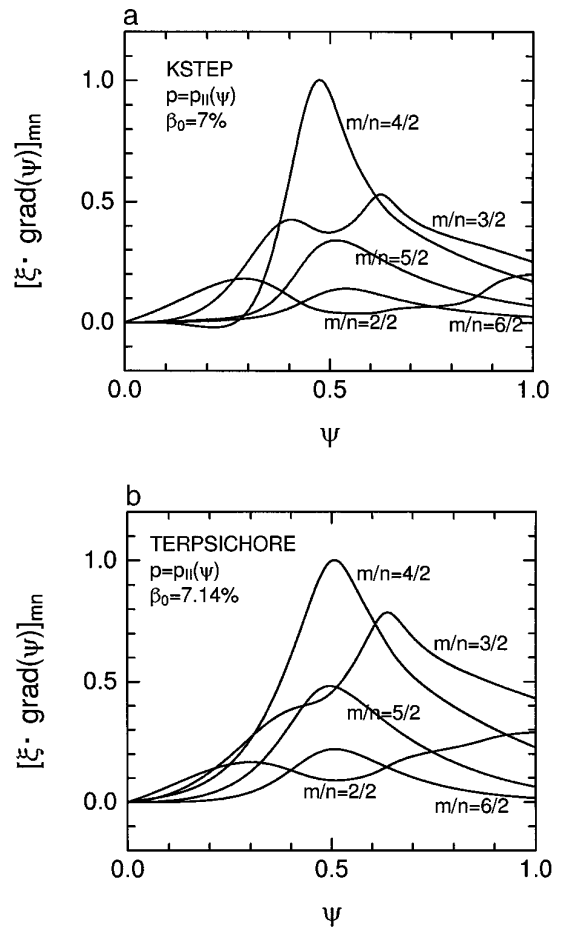 a
KSTEP
p=pII(ψ)
β0=7%
1.0
0.5
0.0
[ξ· grad(ψ)]mn
m/n=4/2
m/n=3/2
m/n=5/2
m/n=2/2
m/n=6/2
0.0
0.5
1.0
ψ
b
TERPSICHORE
p=pII(ψ)
β0=7.14%
1.0
0.5
0.0
[ξ· grad(ψ)]mn
m/n=4/2
m/n=3/2
m/n=5/2
m/n=2/2
m/n=6/2
0.0
0.5
1.0
ψ